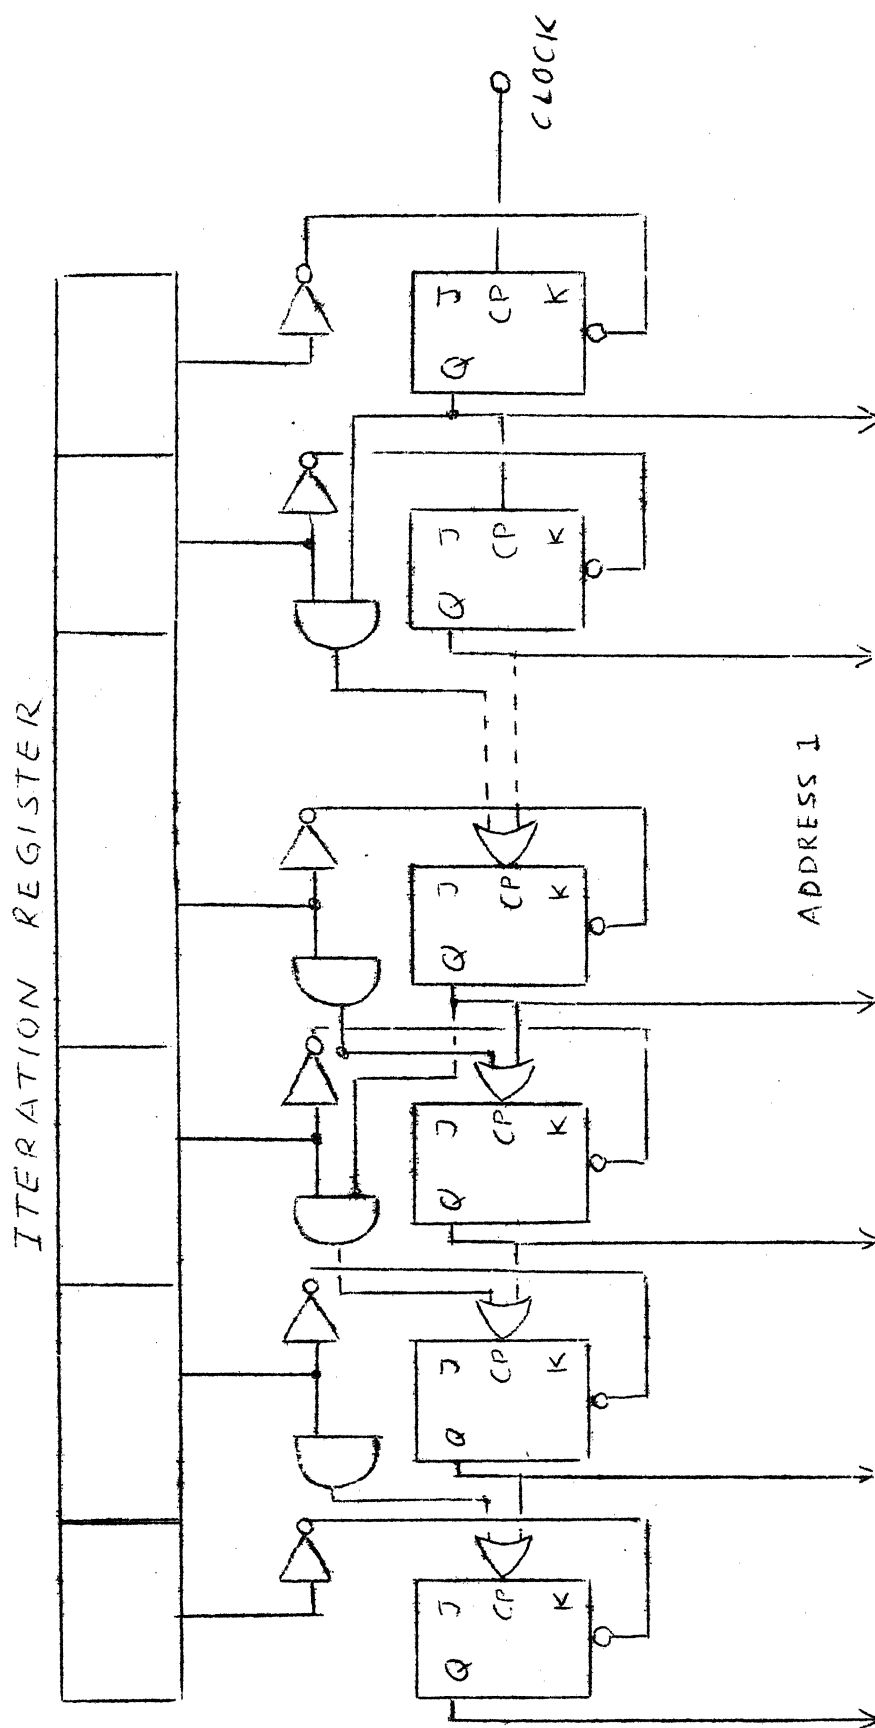 ITERATION REGISTER
Q J
CP
K
Q J
CP
K
Q J
CP
K
Q J
CP
K
Q J
CP
K
Q J
CP
K
CLOCK
ADDRESS 1